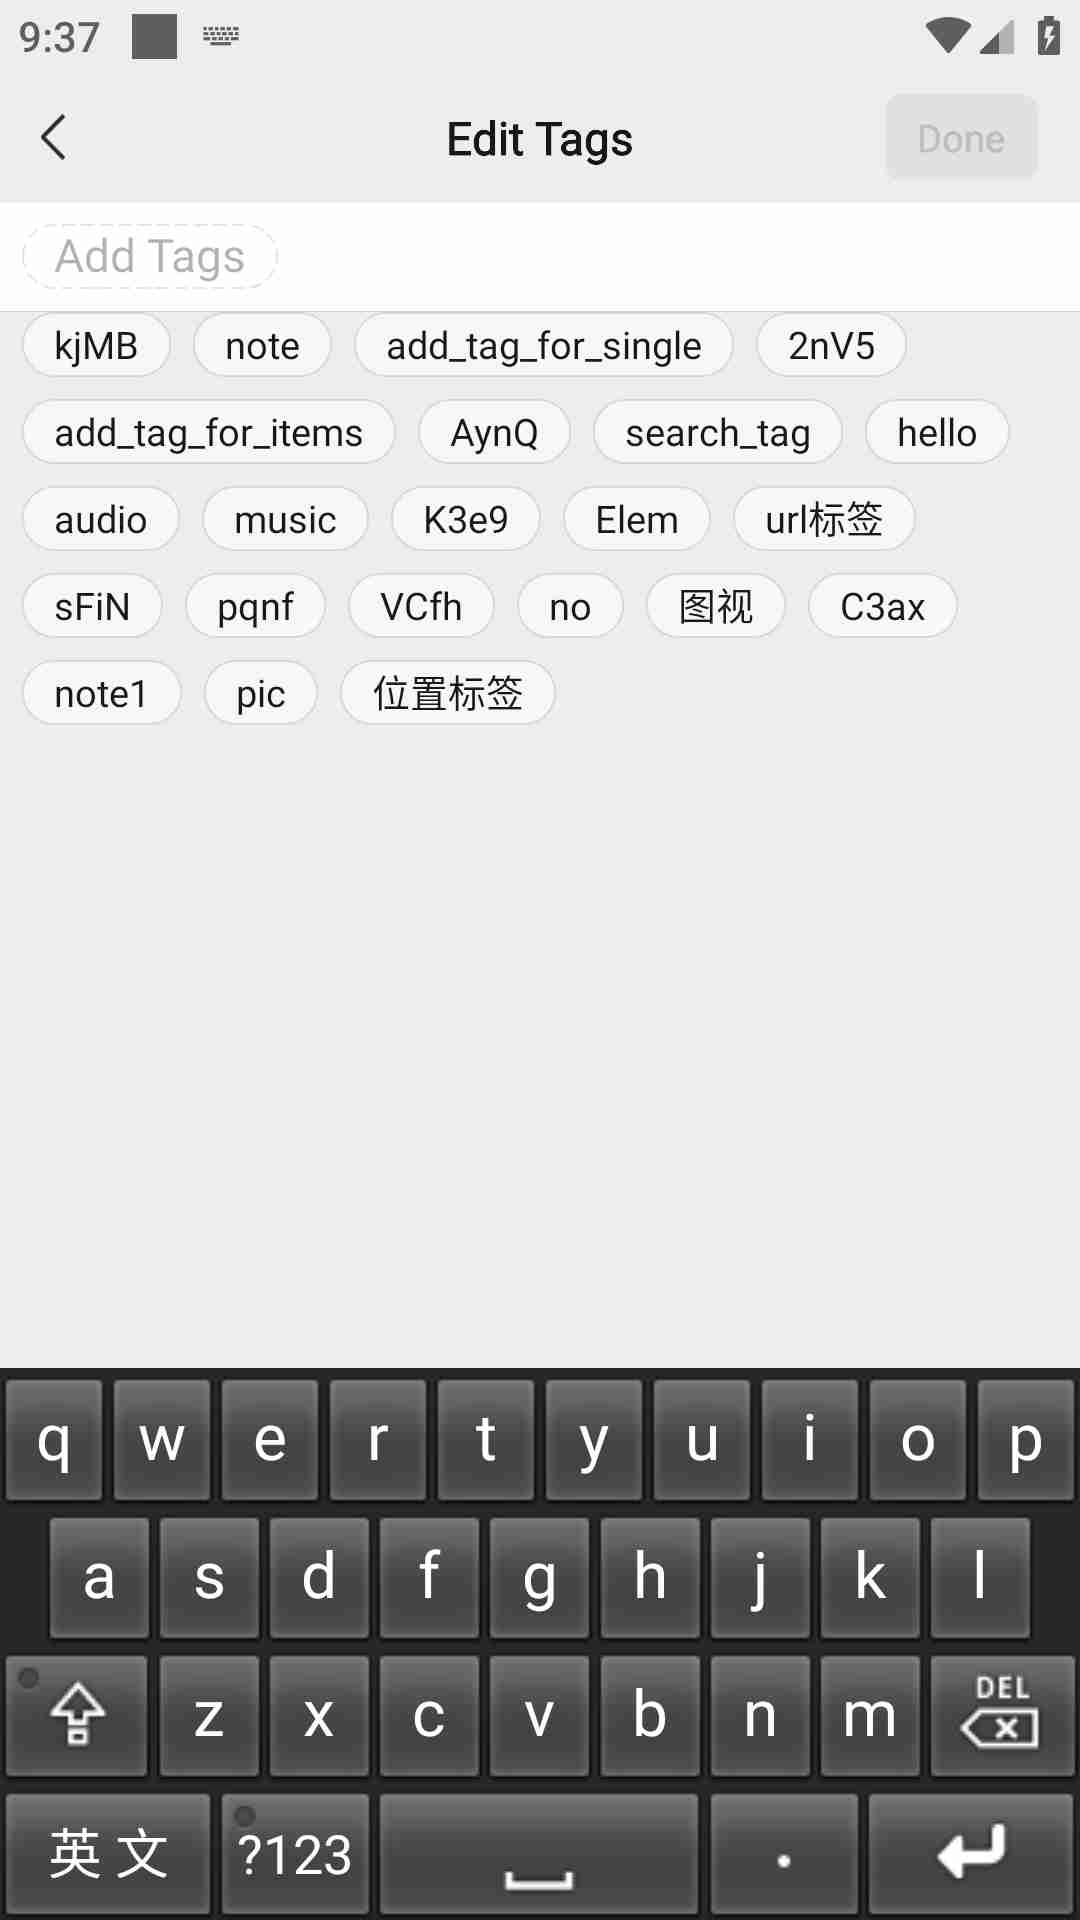 9:37
Edit Tags Done
Add Tags
kjMB note add_tag_for_single 2nV5
add_tag_for_items AynQ search_tag hello
audio music K3e9 Elem url标签
sFiN pqnf VCfh no 图视 C3ax
note1 pic 位置标签
q w e r t y u i o p
a s d f g h j k l
z x c v b n m DEL
英文 ?123 .